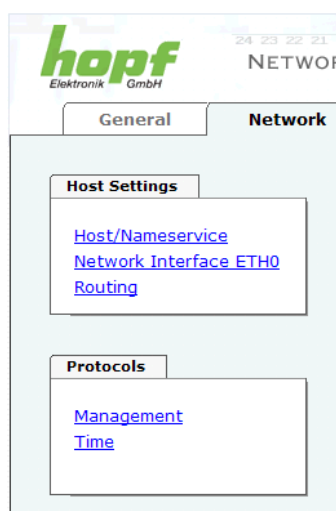 hopf
Elektronik GmbH
24 23 22 21
General
Network
Host Settings
Host/Nameservice
Network Interface ETH0
Routing
Protocols
Management
Time